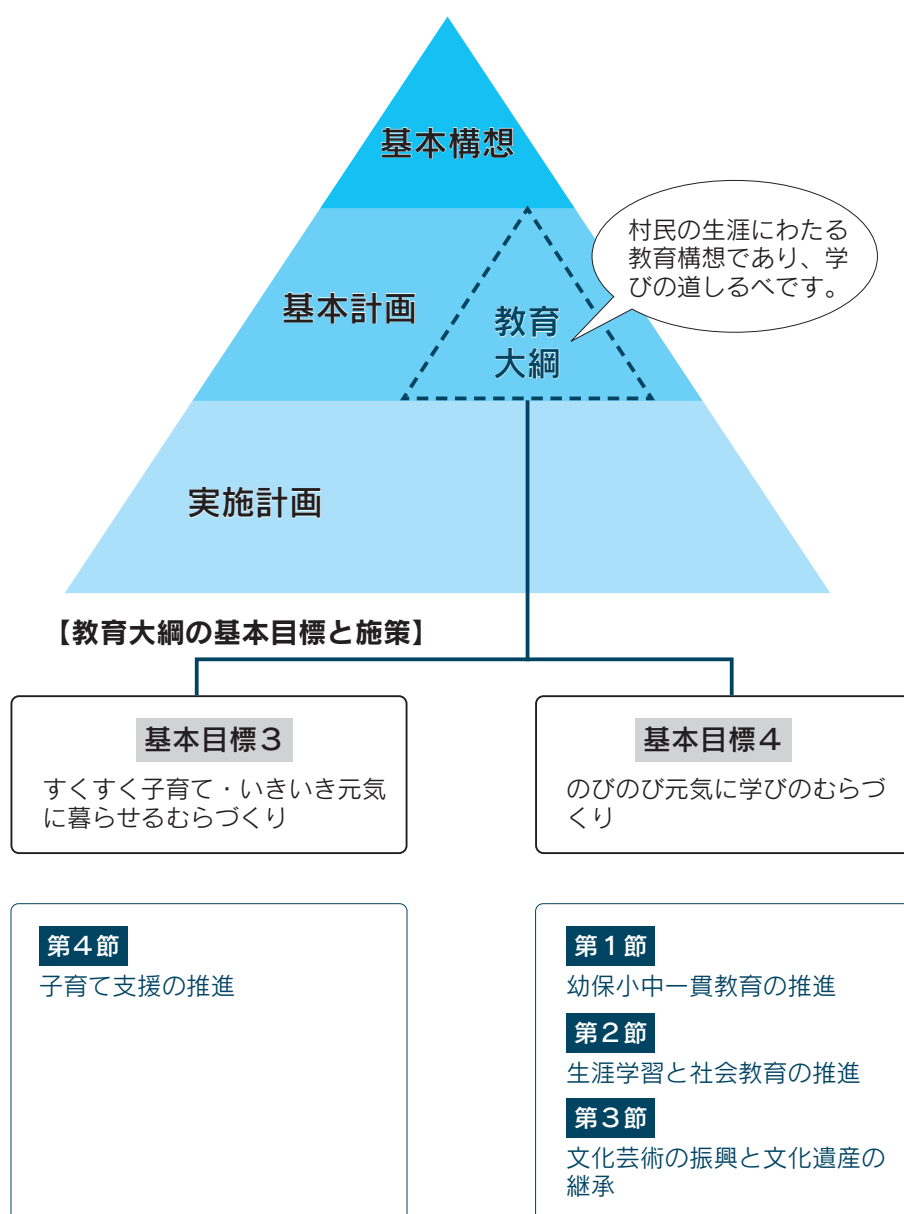 基本構想
村民の生涯にわたる
教育構想であり、学
びの道しるべです。
基本計画
教育
大綱
実施計画
【教育大綱の基本目標と施策】
基本目標3
すくすく子育て・いきいき元気
に暮らせるむらづくり
基本目標4
のびのび元気に学びのむらづ
くり
第4節
子育て支援の推進
第1節
幼保小中一貫教育の推進
第2節
生涯学習と社会教育の推進
第3節
文化芸術の振興と文化遺産の
継承